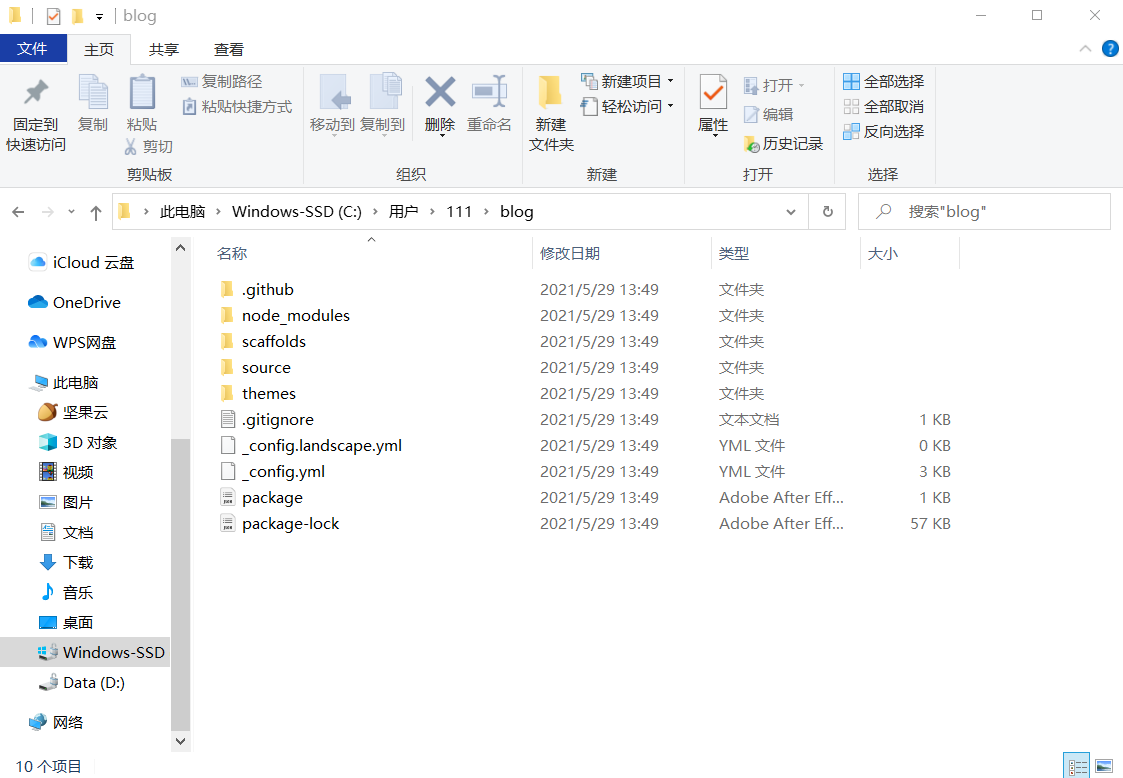 blog
文件 主页 共享 查看
固定到
快速访问
复制
粘贴
复制路径
粘贴快捷方式
剪切
剪贴板
移动到 复制到
删除 重命名
组织
新建
文件夹
新建项目
轻松访问
新建
属性
打开
编辑
历史记录
打开
全部选择
全部取消
反向选择
选择
此电脑 Windows-SSD (C:) 用户 111 blog
搜索"blog"
iCloud 云盘
OneDrive
WPS网盘
此电脑
坚果云
3D 对象
视频
图片
文档
下载
音乐
桌面
Windows-SSD
Data (D:)
网络
名称 修改日期 类型 大小
.github 2021/5/29 13:49 文件夹
node_modules 2021/5/29 13:49 文件夹
scaffolds 2021/5/29 13:49 文件夹
source 2021/5/29 13:49 文件夹
themes 2021/5/29 13:49 文件夹
.gitignore 2021/5/29 13:49 文本文档 1 KB
_config.landscape.yml 2021/5/29 13:49 YML 文件 0 KB
_config.yml 2021/5/29 13:49 YML 文件 3 KB
package 2021/5/29 13:49 Adobe After Eff... 1 KB
package-lock 2021/5/29 13:49 Adobe After Eff... 57 KB
10 个项目